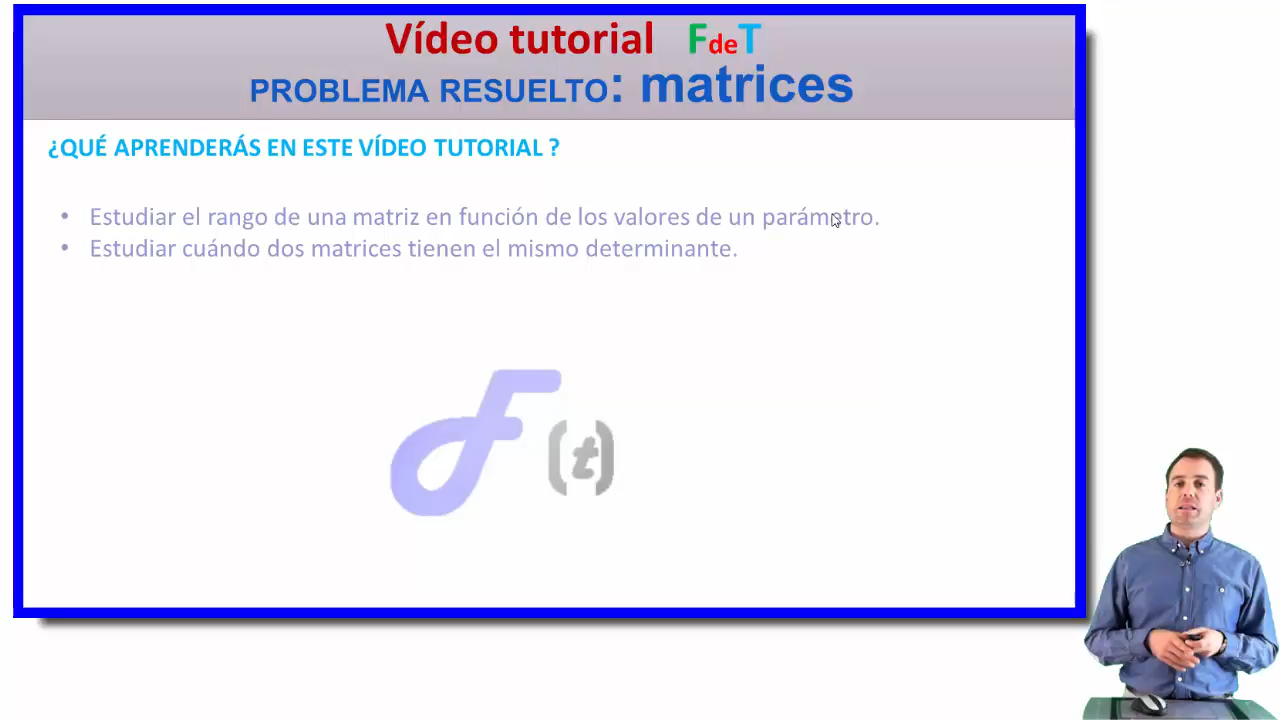 Vídeo tutorial FdeT
PROBLEMA RESUELTO: matrices
¿QUÉ APRENDERÁS EN ESTE VÍDEO TUTORIAL ?
• Estudiar el rango de una matriz en función de los valores de un parámetro.
• Estudiar cuándo dos matrices tienen el mismo determinante.
F(t)